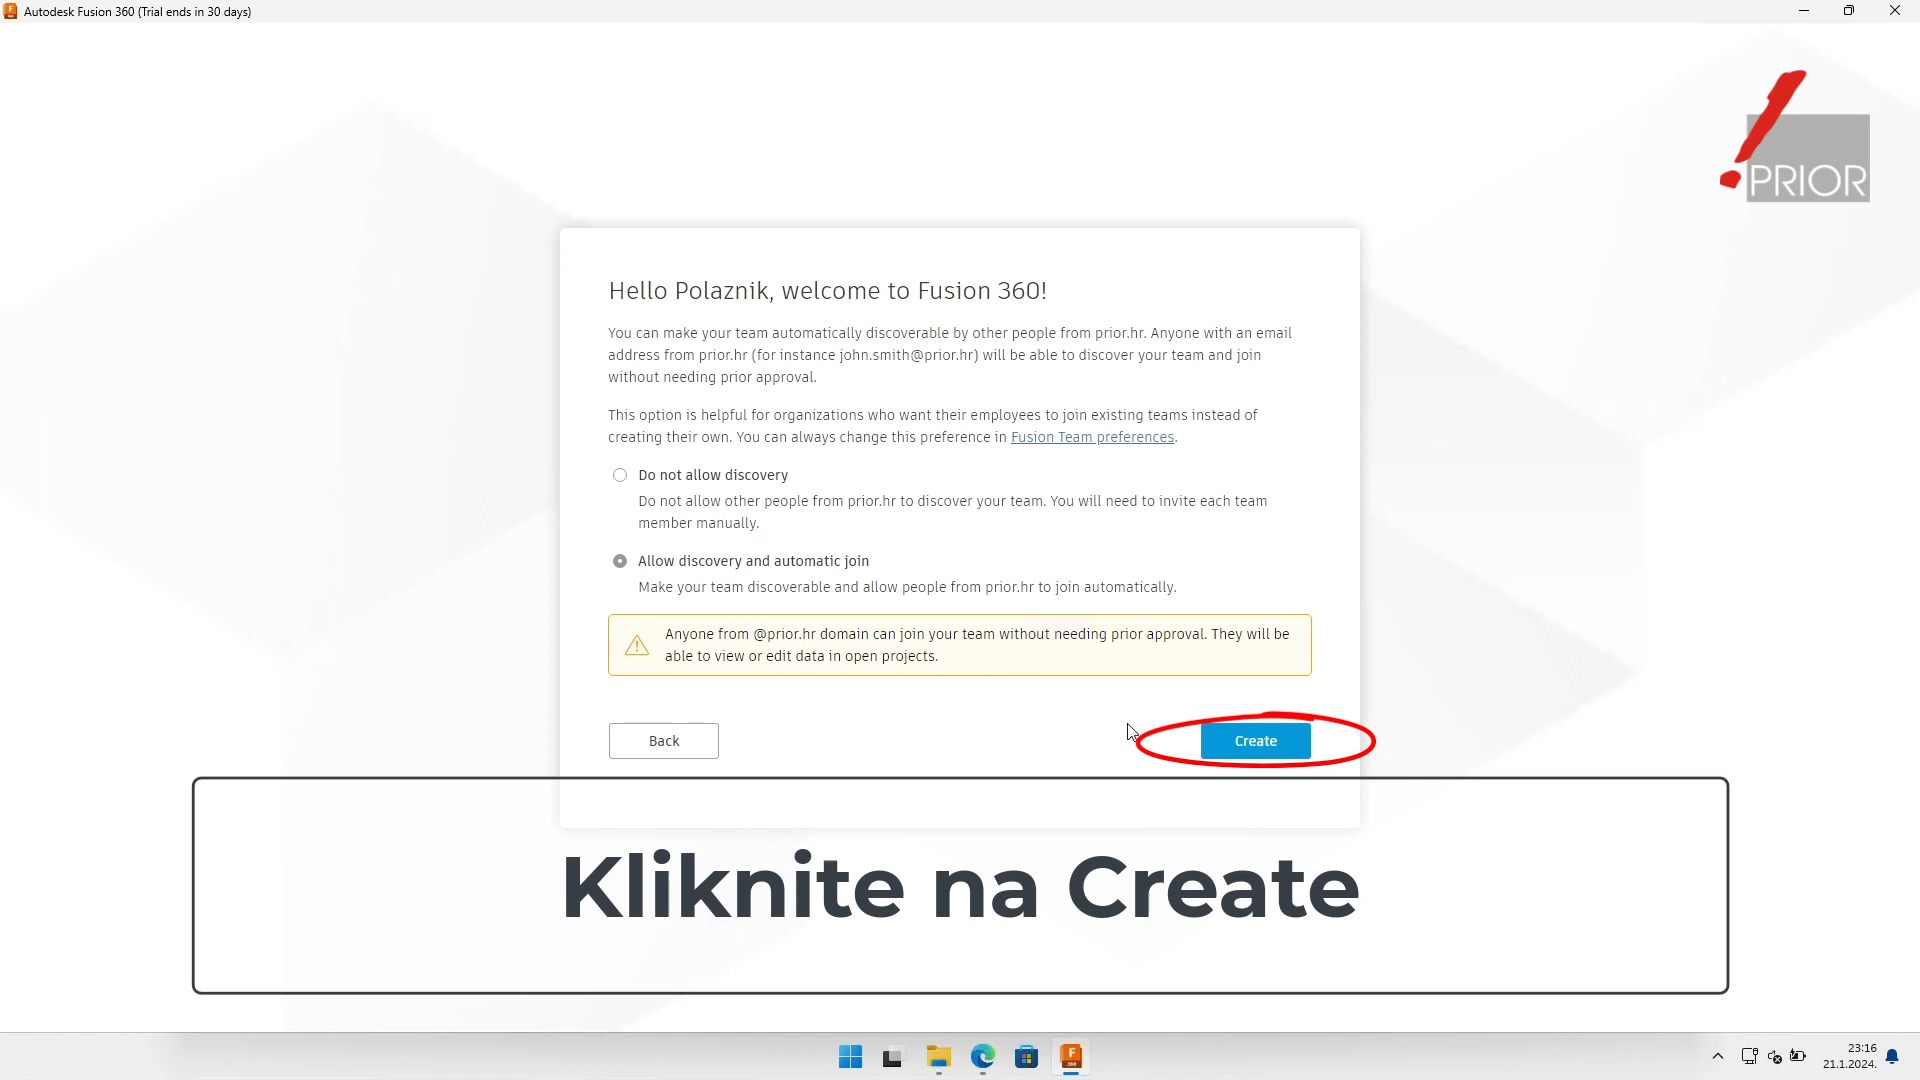 Autodesk Fusion 360 (Trial ends in 30 days)
PRIOR
Hello Polaznik, welcome to Fusion 360!
You can make your team automatically discoverable by other people from prior.hr. Anyone with an email
address from prior.hr (for instance john.smith@prior.hr) will be able to discover your team and join
without needing prior approval.
This option is helpful for organizations who want their employees to join existing teams instead of
creating their own. You can always change this preference in Fusion Team preferences.
Do not allow discovery
Do not allow other people from prior.hr to discover your team. You will need to invite each team
member manually.
Allow discovery and automatic join
Make your team discoverable and allow people from prior.hr to join automatically.
Anyone from @prior.hr domain can join your team without needing prior approval. They will be
able to view or edit data in open projects.
Back
Create
Kliknite na Create
23:16
21.1.2024.